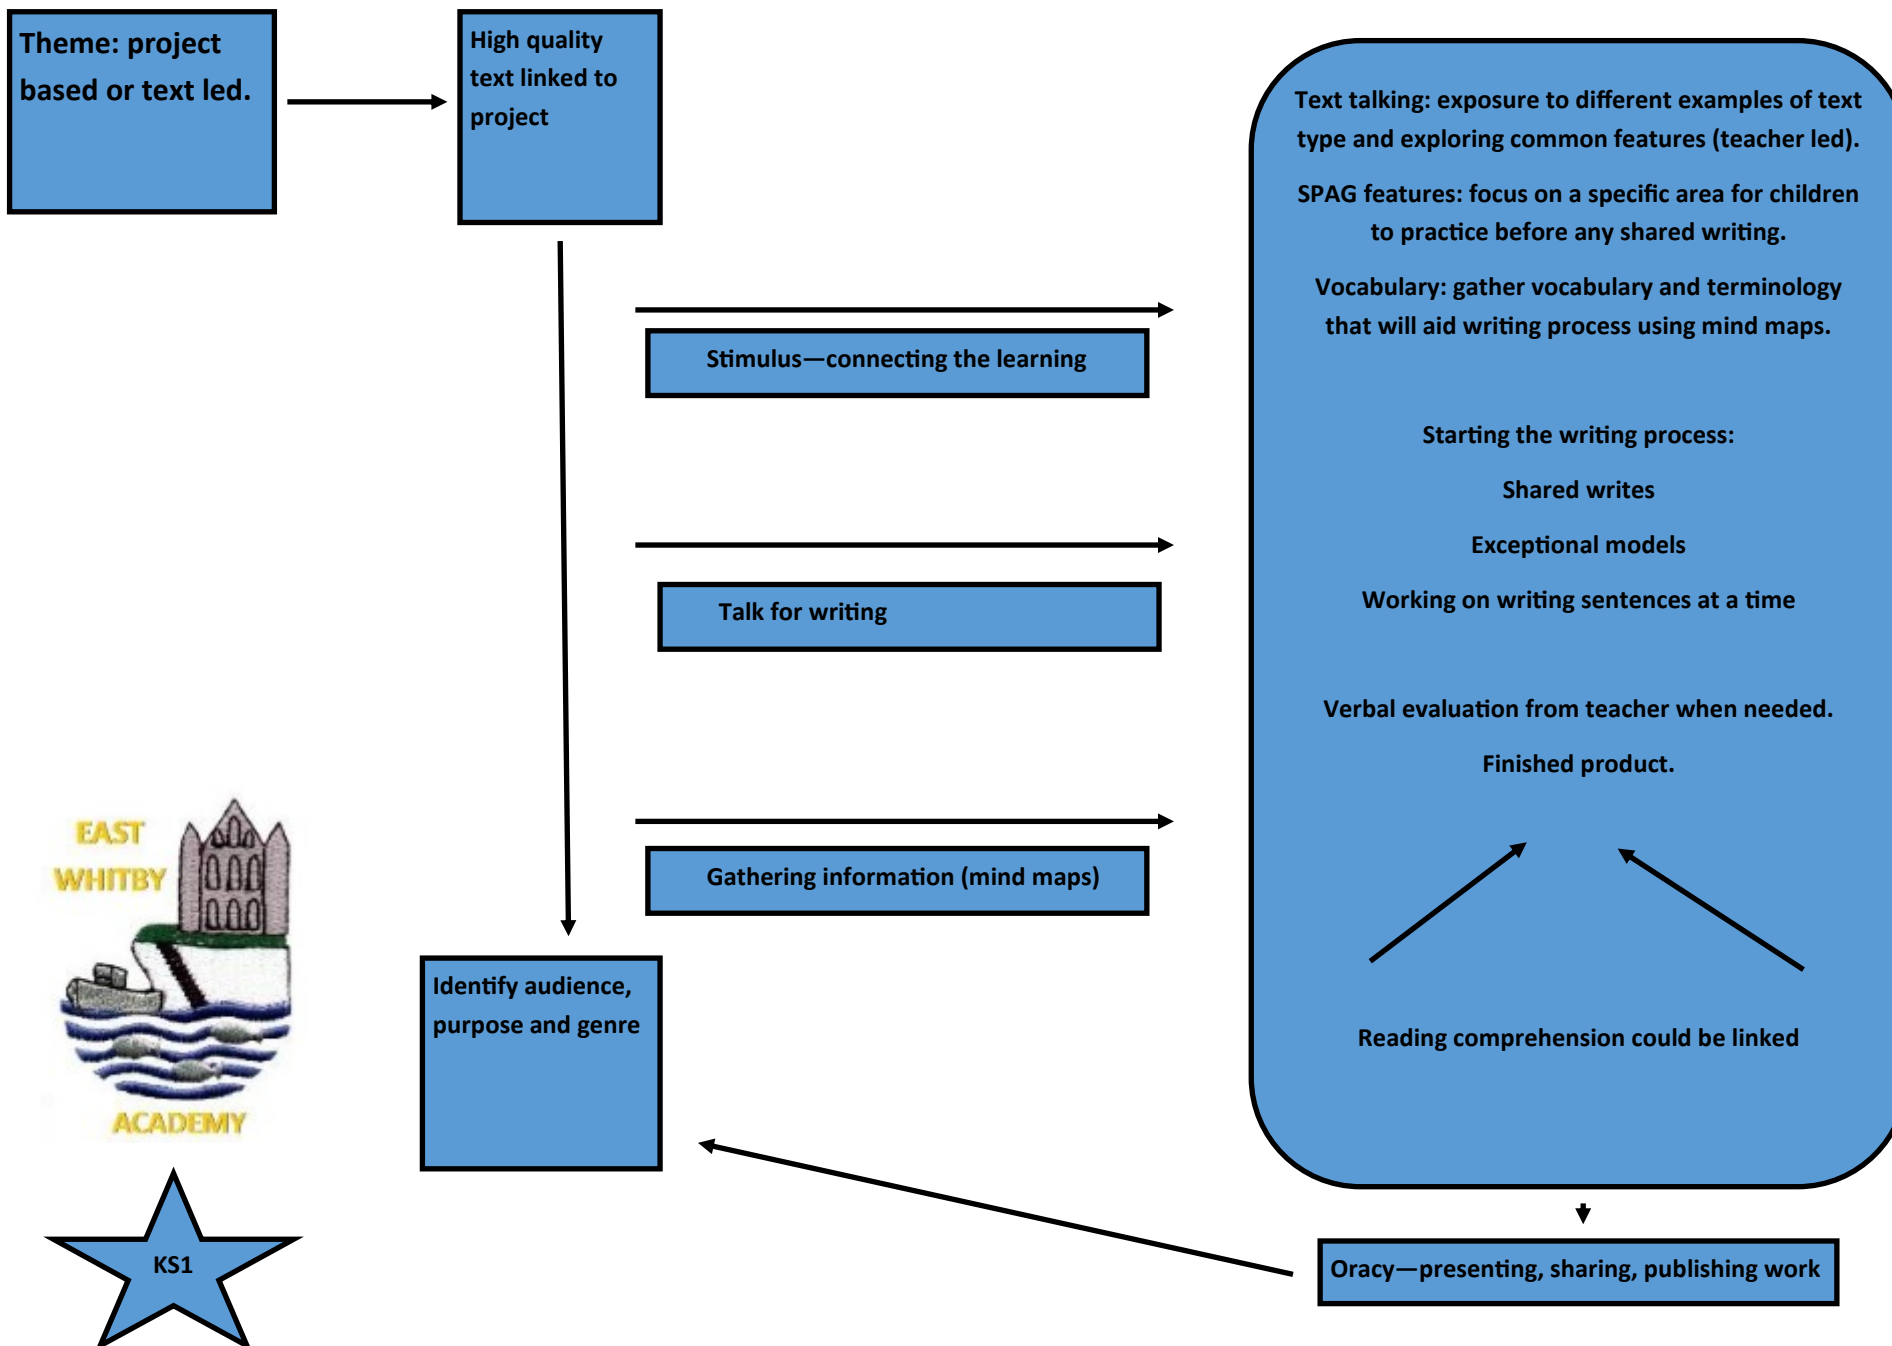 Theme: project
based or text led.
High quality
text linked to
project
Text talking: exposure to different examples of text
type and exploring common features (teacher led).
SPAG features: focus on a specific area for children
to practice before any shared writing.
Vocabulary: gather vocabulary and terminology
that will aid writing process using mind maps.
Stimulus—connecting the learning
Starting the writing process:
Shared writes
Exceptional models
Working on writing sentences at a time
Talk for writing
Verbal evaluation from teacher when needed.
Finished product.
Gathering information (mind maps)
EAST
WHITBY
ACADEMY
Identify audience,
purpose and genre
Reading comprehension could be linked
KS1
Oracy—presenting, sharing, publishing work